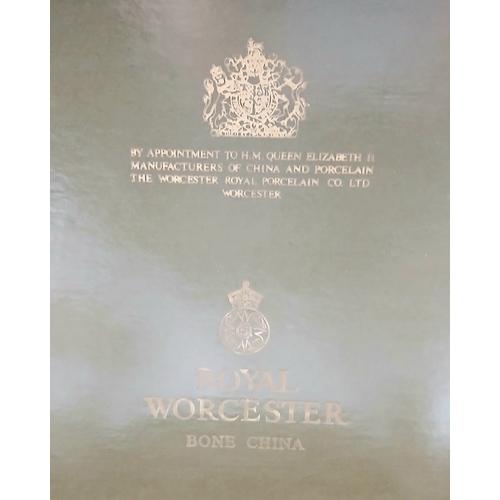 BY APPOINTMENT TO H.M. QUEEN ELIZABETH II
MANUFACTURERS OF CHINA AND PORCELAIN
THE WORCESTER ROYAL PORCELAIN CO. LTD
WORCESTER
ROYAL
WORCESTER
BONE CHINA